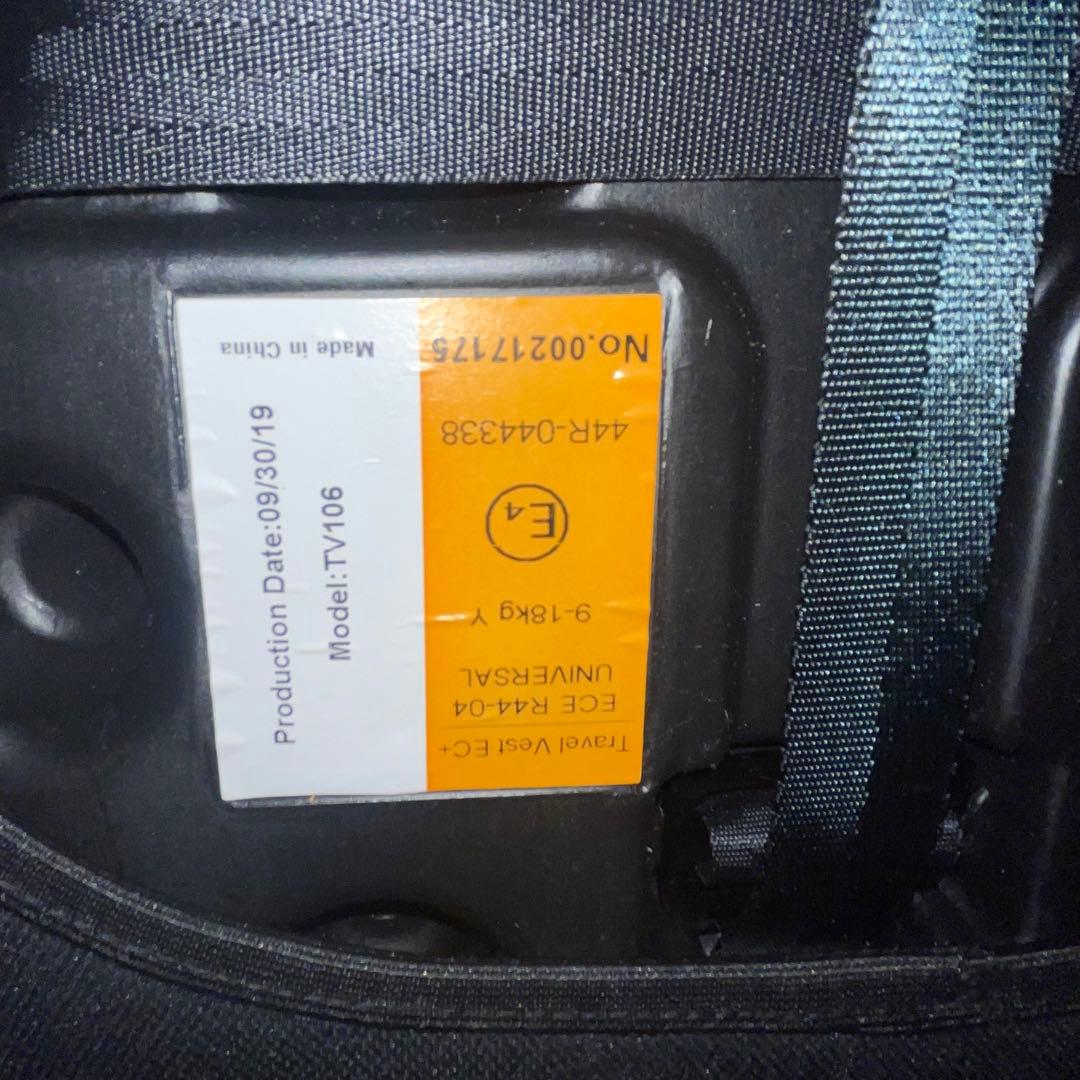 Travel Vest EC+
ECE R44-04
UNIVERSAL
9-18kg Y
E4
44R-044338
No.00217175
Made in China
Production Date:09/30/19
Model:TV106